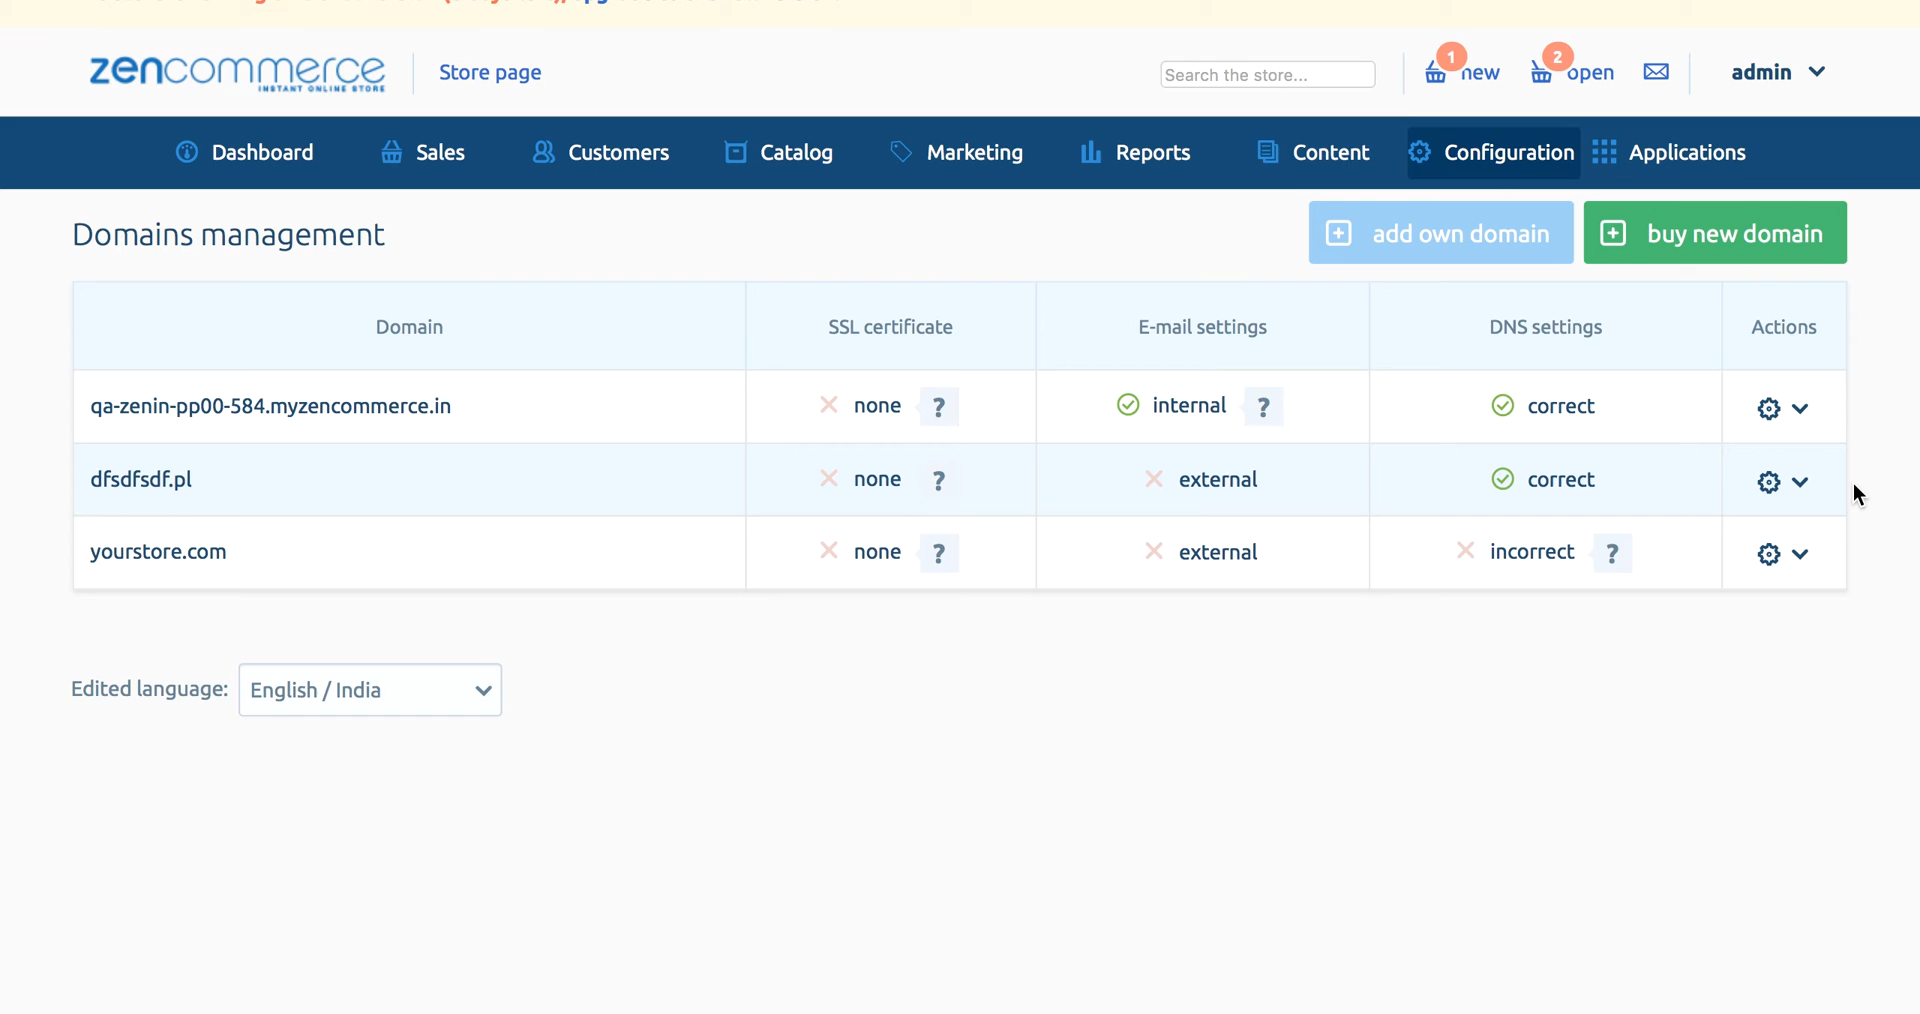 zencommerce
INSTANT ONLINE STORE
Store page
Search the store...
1
new
2
open
admin
Dashboard
Sales
Customers
Catalog
Marketing
Reports
Content
Configuration
Applications
Domains management
add own domain
buy new domain
Domain
SSL certificate
E-mail settings
DNS settings
Actions
qa-zenin-pp00-584.myzencommerce.in
none ?
internal ?
correct
dfsdfsdf.pl
none ?
external
correct
yourstore.com
none ?
external
incorrect ?
Edited language:
English / India